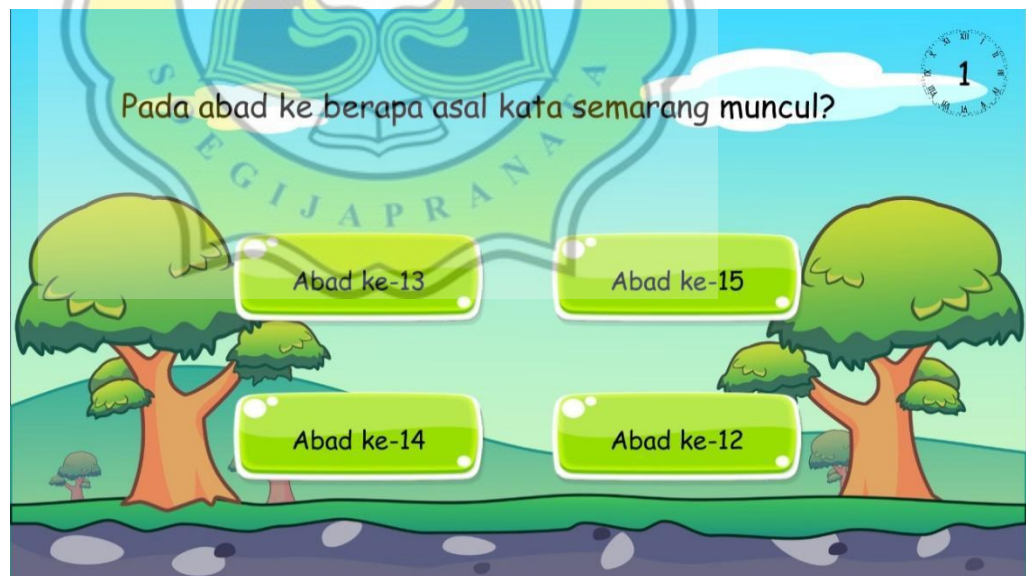 Pada abad ke berapa asal kata semarang muncul?
1
SOEGIJAPRANATA
Abad ke-13
Abad ke-15
Abad ke-14
Abad ke-12